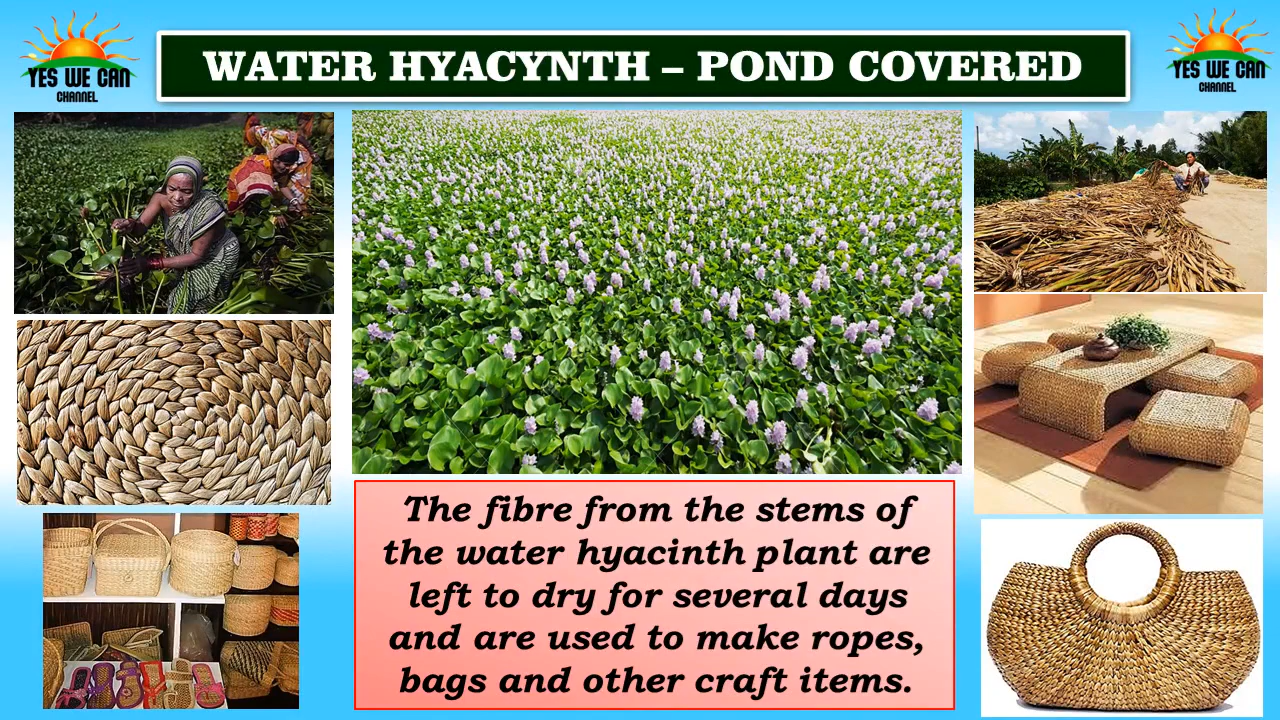 YES WE CAN
CHANNEL
WATER HYACYNTH – POND COVERED
YES WE CAN
CHANNEL
The fibre from the stems of
the water hyacinth plant are
left to dry for several days
and are used to make ropes,
bags and other craft items.